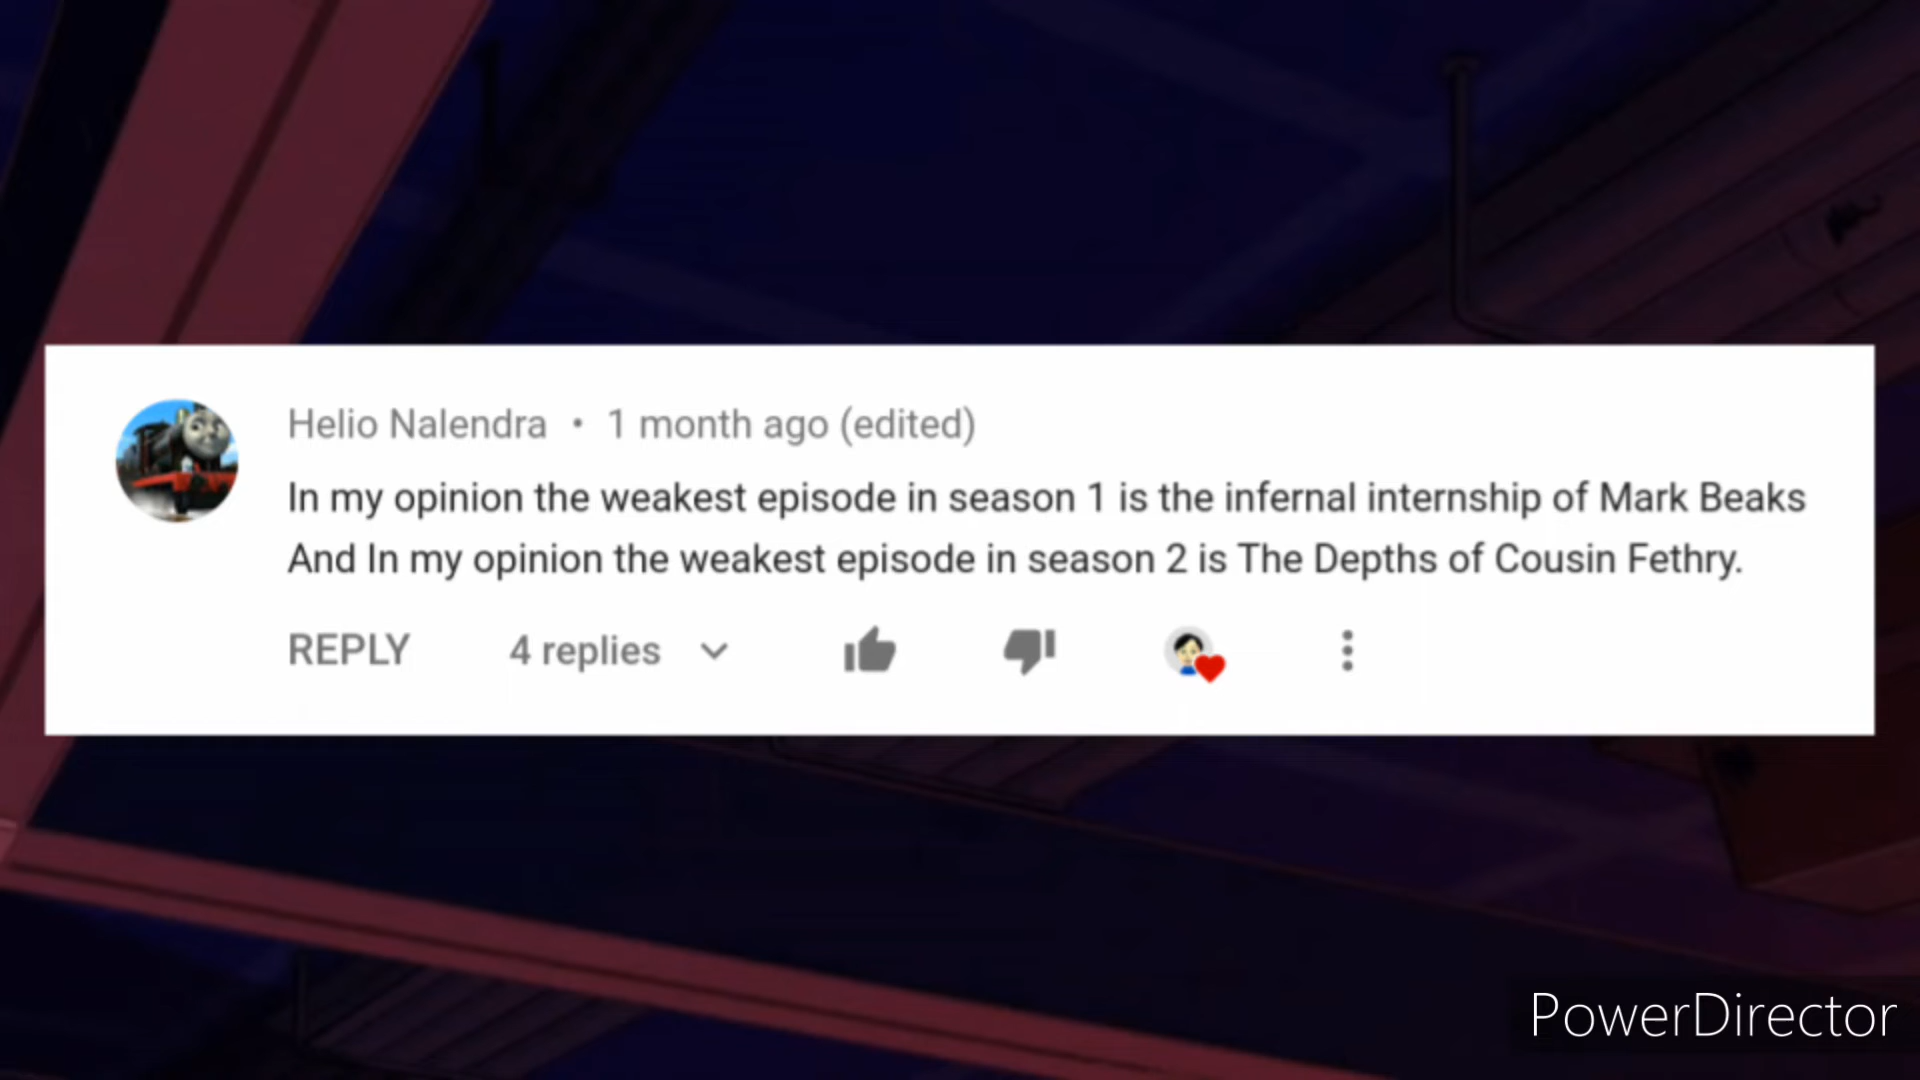 Helio Nalendra • 1 month ago (edited)
In my opinion the weakest episode in season 1 is the infernal internship of Mark Beaks
And In my opinion the weakest episode in season 2 is The Depths of Cousin Fethry.
REPLY 4 replies
PowerDirector